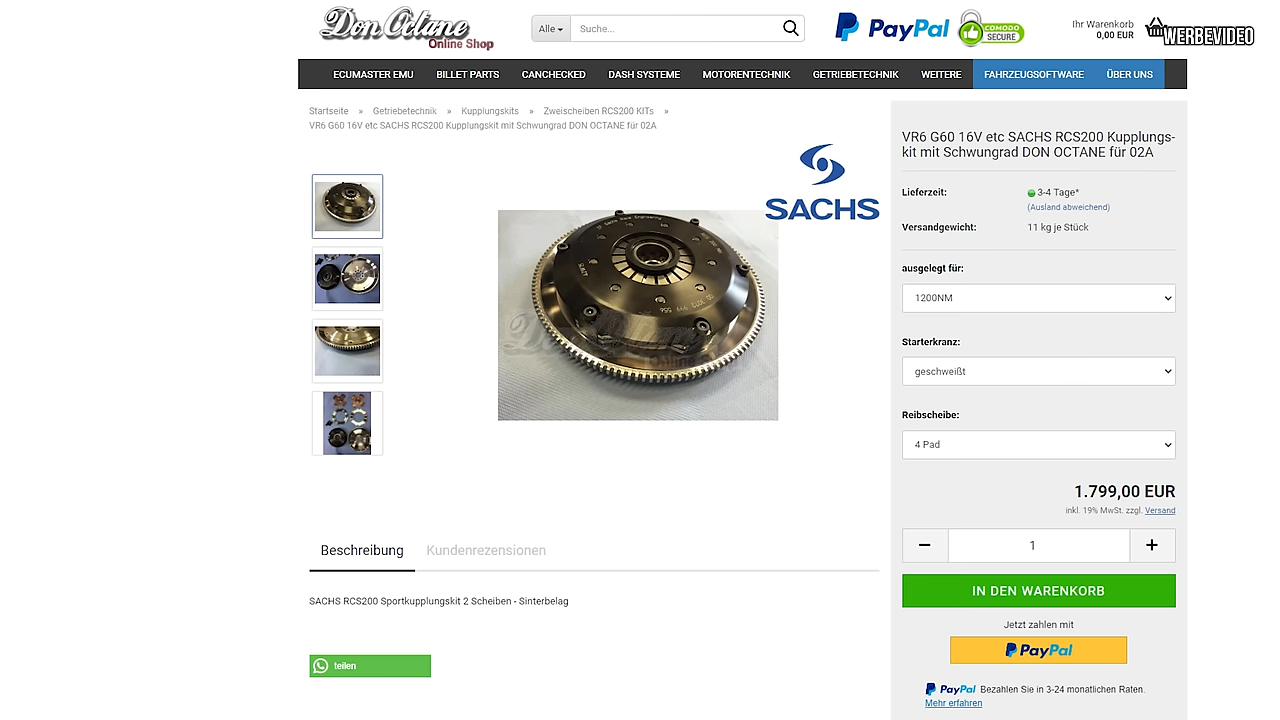 Don Octane
Online Shop
Alle
Suche...
PayPal
COMODO
SECURE
Ihr Warenkorb
0,00 EUR
WERBEVIDEO
ECUMASTER EMU
BILLET PARTS
CANCHECKED
DASH SYSTEME
MOTORENTECHNIK
GETRIEBETECHNIK
WEITERE
FAHRZEUGSOFTWARE
ÜBER UNS
Startseite » Getriebetechnik » Kupplungskits » Zweischeiben RCS200 KITs »
VR6 G60 16V etc SACHS RCS200 Kupplungskit mit Schwungrad DON OCTANE für 02A
SACHS
Don Octane
Beschreibung
Kundenrezensionen
SACHS RCS200 Sportkupplungskit 2 Scheiben - Sinterbelag
teilen
VR6 G60 16V etc SACHS RCS200 Kupplungs-
kit mit Schwungrad DON OCTANE für 02A
Lieferzeit:
3-4 Tage*
(Ausland abweichend)
Versandgewicht:
11 kg je Stück
ausgelegt für:
1200NM
Starterkranz:
geschweißt
Reibscheibe:
4 Pad
1.799,00 EUR
inkl. 19% MwSt. zzgl. Versand
− 1 +
IN DEN WARENKORB
Jetzt zahlen mit
PayPal
PayPal Bezahlen Sie in 3-24 monatlichen Raten.
Mehr erfahren